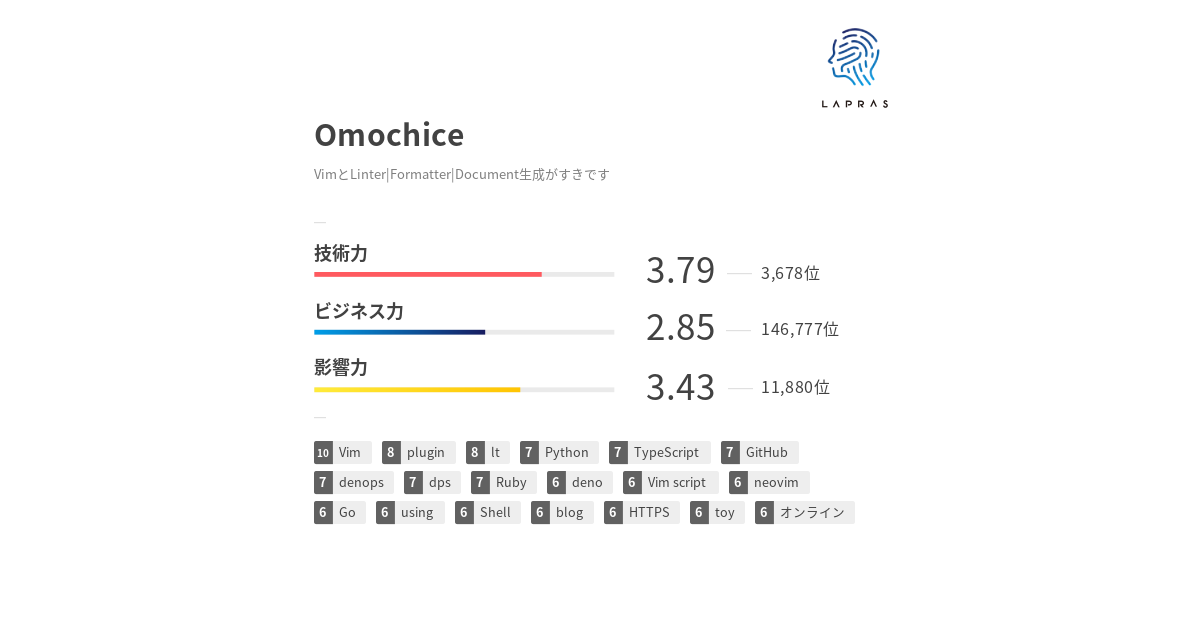 LAPRAS
Omochice
VimとLinter|Formatter|Document生成がすきです
技術力
3.79 3,678位
ビジネス力
2.85 146,777位
影響力
3.43 11,880位
10 Vim 8 plugin 8 lt 7 Python 7 TypeScript 7 GitHub
7 denops 7 dps 7 Ruby 6 deno 6 Vim script 6 neovim
6 Go 6 using 6 Shell 6 blog 6 HTTPS 6 toy 6 オンライン